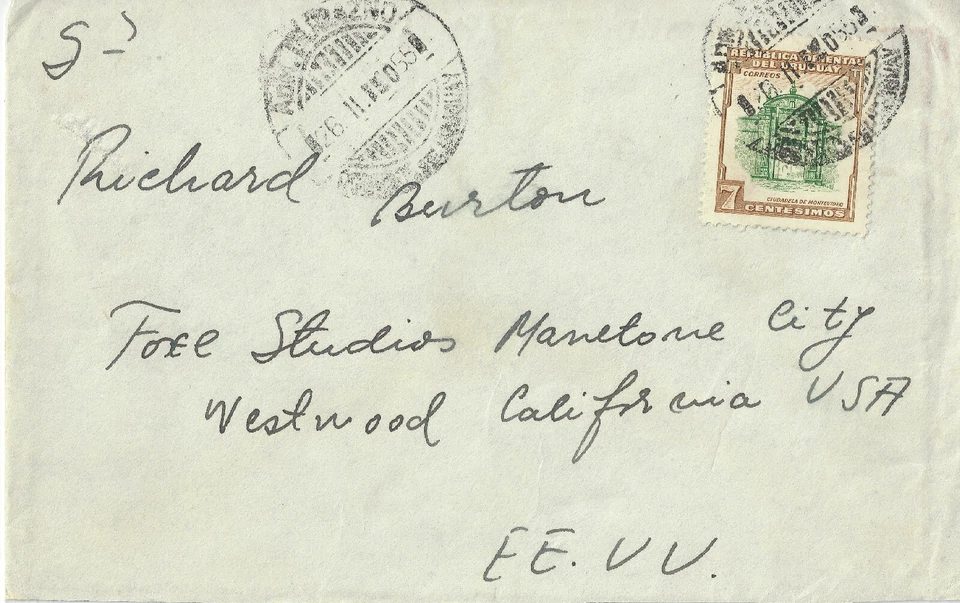 Sr
REPUBLICA ORIENTAL
DEL URUGUAY
CORREOS
Richard Burton
CIUDADELA DE MONTEVIDEO
7 CENTESIMOS
Foxe Studios Manetone City
Westwood California USA
EE. UU.